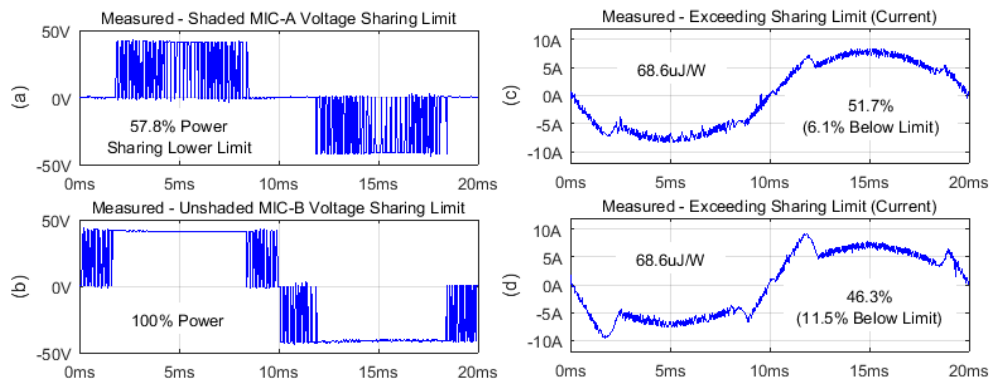 Measured - Shaded MIC-A Voltage Sharing Limit
50V
0V
-50V
(a)
57.8% Power
Sharing Lower Limit
0ms 5ms 10ms 15ms 20ms
Measured - Unshaded MIC-B Voltage Sharing Limit
50V
0V
-50V
(b)
100% Power
0ms 5ms 10ms 15ms 20ms
Measured - Exceeding Sharing Limit (Current)
10A
5A
0A
-5A
-10A
(c)
68.6uJ/W
51.7%
(6.1% Below Limit)
0ms 5ms 10ms 15ms 20ms
Measured - Exceeding Sharing Limit (Current)
10A
5A
0A
-5A
-10A
(d)
68.6uJ/W
46.3%
(11.5% Below Limit)
0ms 5ms 10ms 15ms 20ms